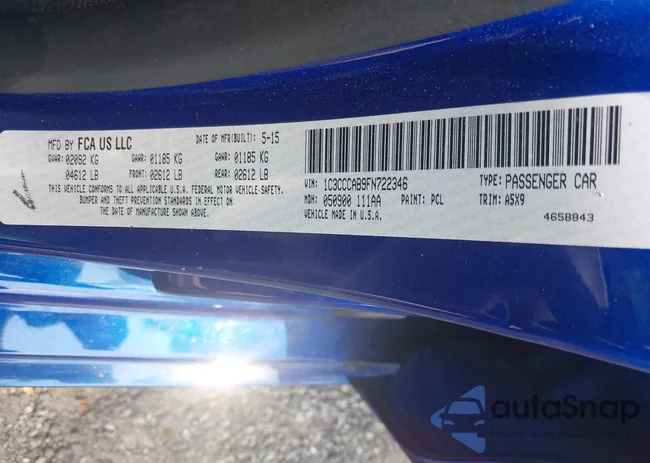 MFD BY FCA US LLC
DATE OF MFR(BUILT): 5-15
GVWR: 02092 KG GAWR: 01185 KG GAWR: 01185 KG
04612 LB FRONT: 02612 LB REAR: 02612 LB
THIS VEHICLE CONFORMS TO ALL APPLICABLE U.S.A. FEDERAL MOTOR VEHICLE-SAFETY,
BUMPER AND THEFT PREVENTION STANDARDS IN EFFECT ON
THE DATE OF MANUFACTURE SHOWN ABOVE.
VIN: 1C3CCCAB9FN722346 TYPE: PASSENGER CAR
MDH: 050900 111AA PAINT: PCL TRIM: A5X9
VEHICLE MADE IN U.S.A. 4658843
autaSnap